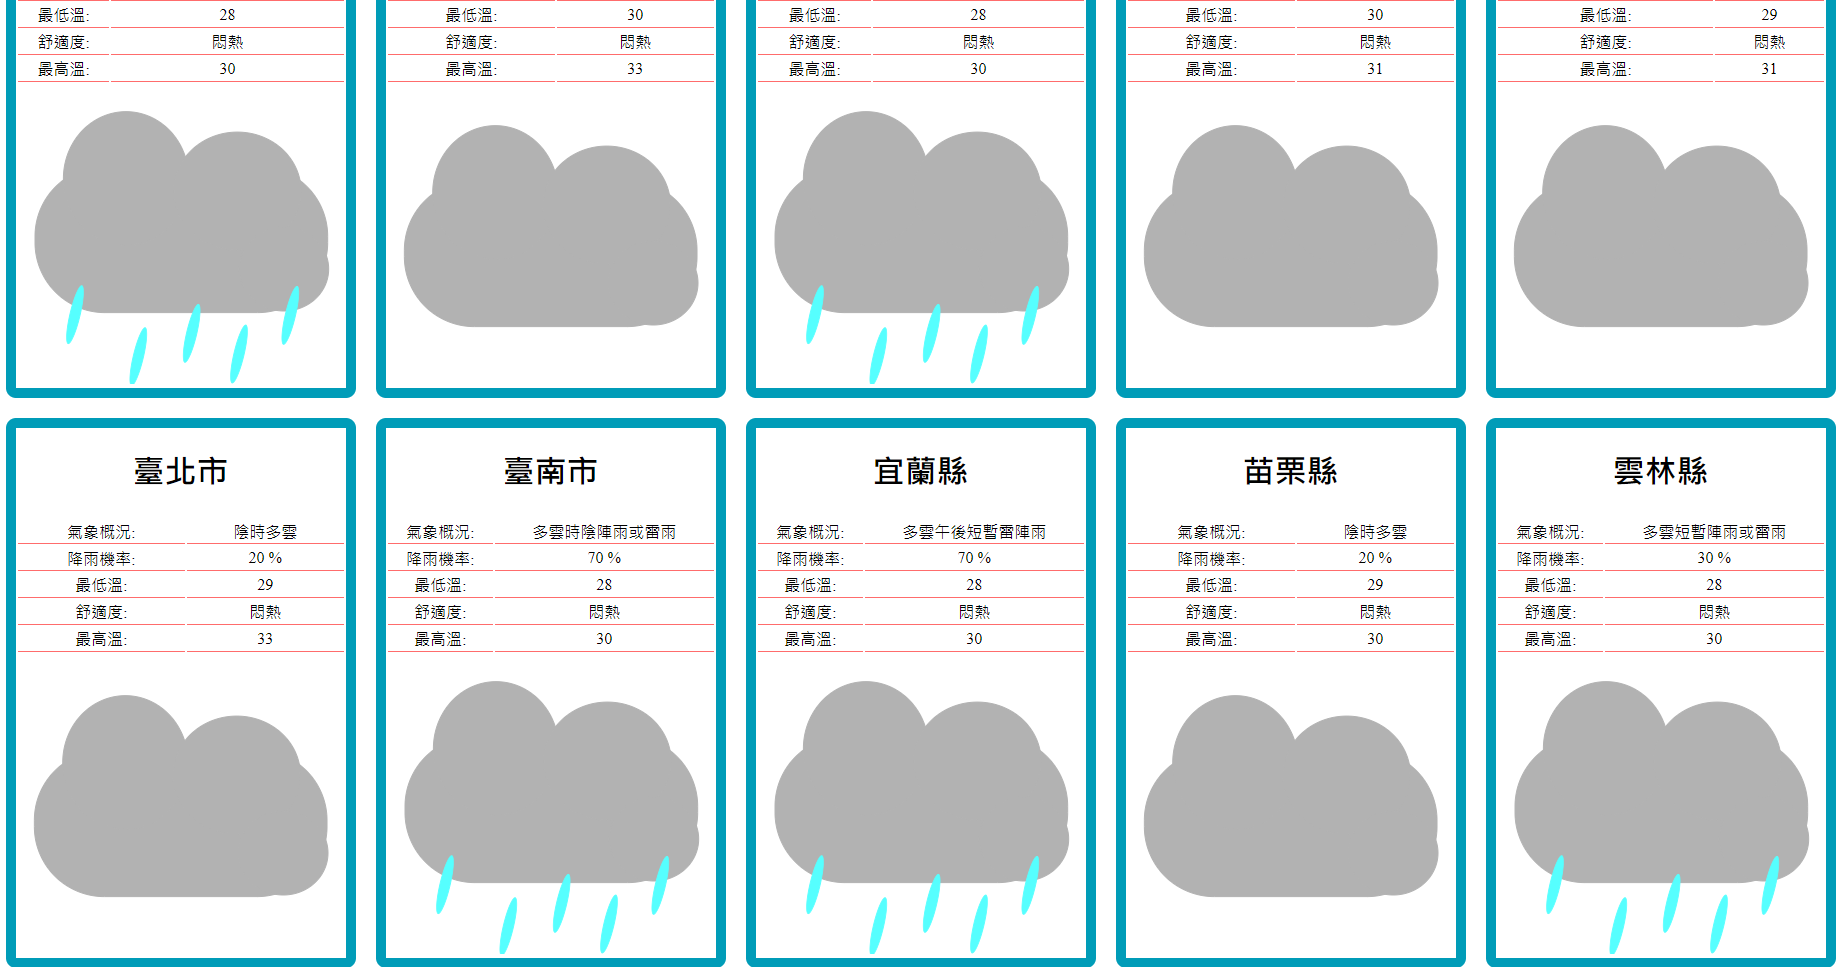 最低溫: 28
舒適度: 悶熱
最高溫: 30
最低溫: 30
舒適度: 悶熱
最高溫: 33
最低溫: 28
舒適度: 悶熱
最高溫: 30
最低溫: 30
舒適度: 悶熱
最高溫: 31
最低溫: 29
舒適度: 悶熱
最高溫: 31
臺北市
氣象概況: 陰時多雲
降雨機率: 20 %
最低溫: 29
舒適度: 悶熱
最高溫: 33
臺南市
氣象概況: 多雲時陰陣雨或雷雨
降雨機率: 70 %
最低溫: 28
舒適度: 悶熱
最高溫: 30
宜蘭縣
氣象概況: 多雲午後短暫雷陣雨
降雨機率: 70 %
最低溫: 28
舒適度: 悶熱
最高溫: 30
苗栗縣
氣象概況: 陰時多雲
降雨機率: 20 %
最低溫: 29
舒適度: 悶熱
最高溫: 30
雲林縣
氣象概況: 多雲短暫陣雨或雷雨
降雨機率: 30 %
最低溫: 28
舒適度: 悶熱
最高溫: 30